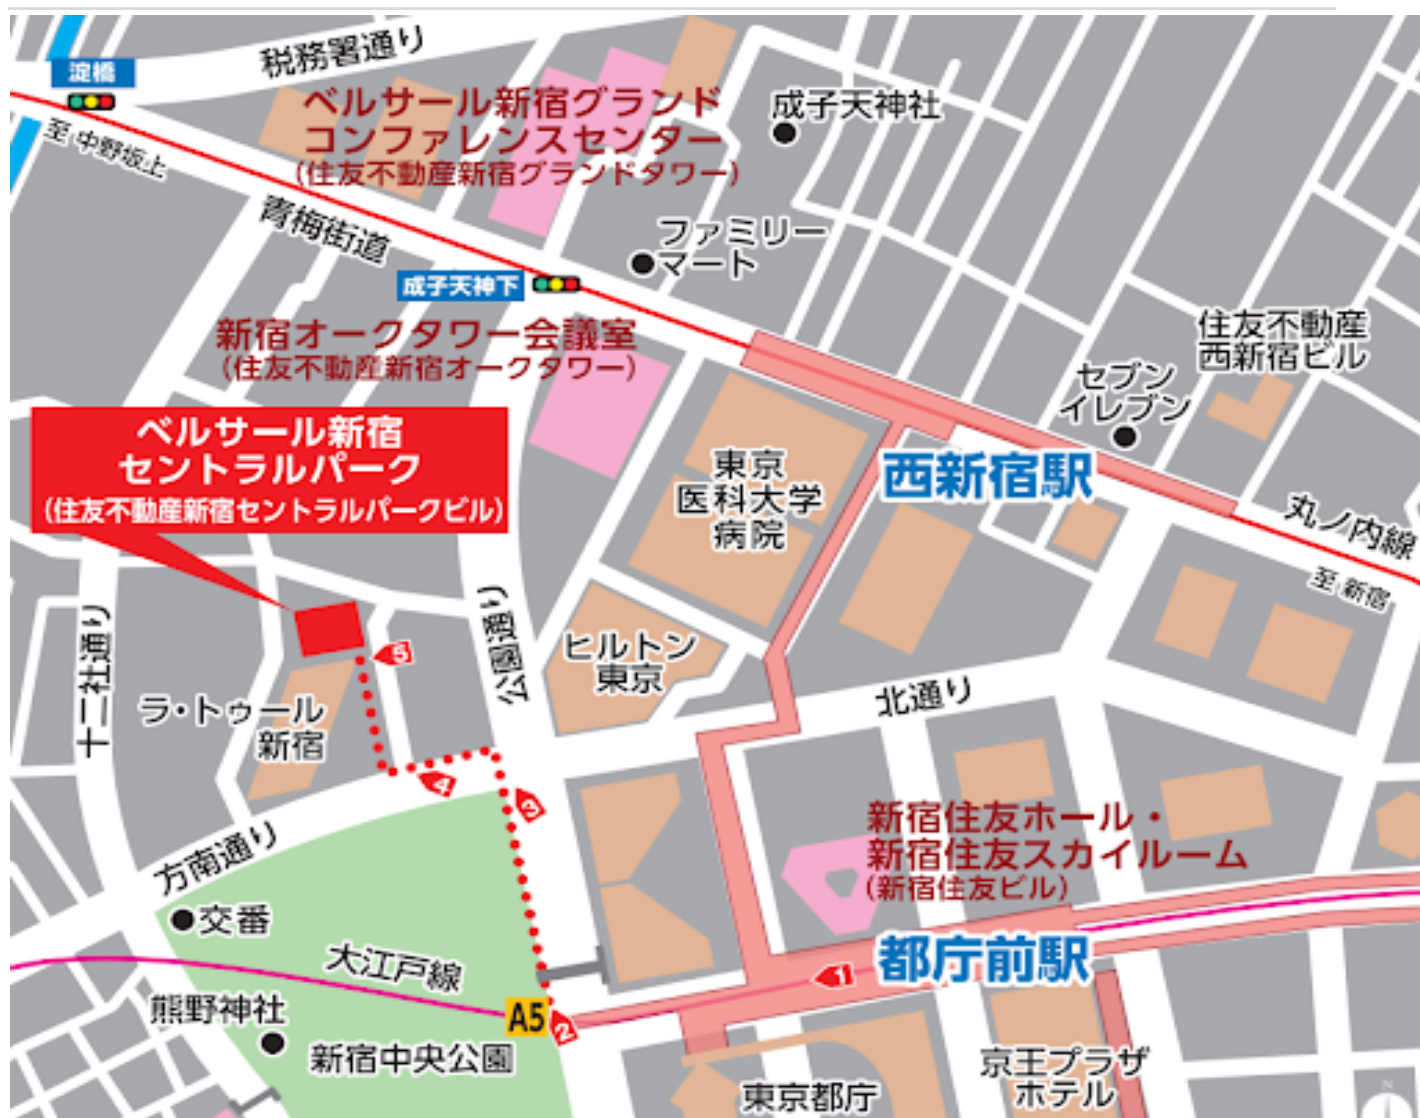 税務署通り
淀橋
至 中野坂上
ベルサール新宿グランド
コンファレンスセンター
(住友不動産新宿グランドタワー)
成子天神社
青梅街道
ファミリー
マート
成子天神下
新宿オークタワー会議室
(住友不動産新宿オークタワー)
住友不動産
西新宿ビル
セブン
イレブン
ベルサール新宿
セントラルパーク
(住友不動産新宿セントラルパークビル)
東京
医科大学
病院
西新宿駅
丸ノ内線
至 新宿
十二社通り
公園通り
ヒルトン
東京
5
ラ・トゥール
新宿
北通り
4
3
方南通り
新宿住友ホール・
新宿住友スカイルーム
(新宿住友ビル)
交番
大江戸線
都庁前駅
1
熊野神社
A5
2
新宿中央公園
東京都庁
京王プラザ
ホテル
N